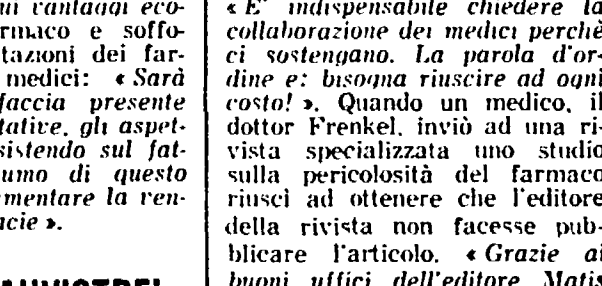 vantaggi eco-
rmaco e soffo-
tazioni dei far-
medici: « Sarà
faccia presente
tative, gli aspet-
sistendo sul fat-
umo di questo
mentare la ven-
acie ».
« E' indispensabile chiedere la
collaborazione dei medici perchè
ci sostengano. La parola d'or-
dine e: bisogna riuscire ad ogni
costo! ». Quando un medico, il
dottor Frenkel, inviò ad una ri-
vista specializzata uno studio
sulla pericolosità del farmaco
riuscì ad ottenere che l'editore
della rivista non facesse pub-
blicare l'articolo. « Grazie ai
buoni uffici dell'editore Matis